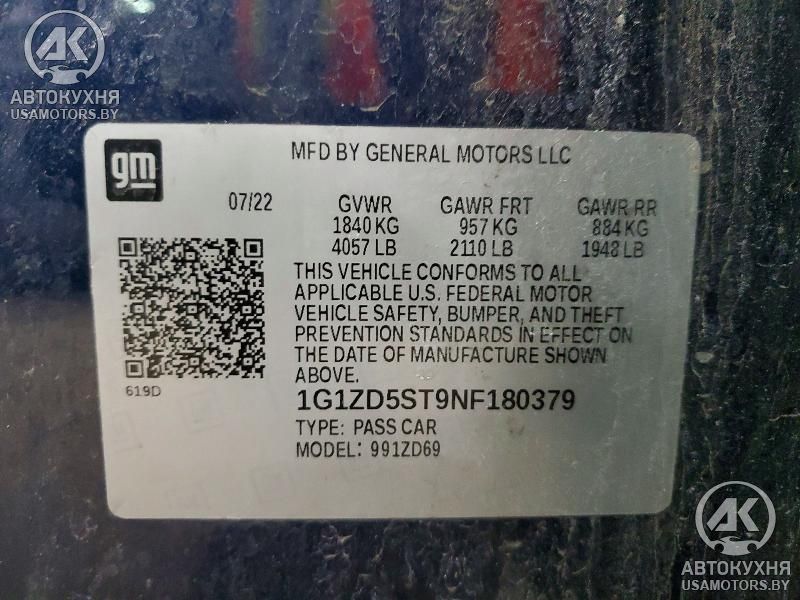 AK
АВТОКУХНЯ
USAMOTORS.BY
gm
MFD BY GENERAL MOTORS LLC
07/22
GVWR GAWR FRT GAWR RR
1840 KG 957 KG 884 KG
4057 LB 2110 LB 1948 LB
THIS VEHICLE CONFORMS TO ALL
APPLICABLE U.S. FEDERAL MOTOR
VEHICLE SAFETY, BUMPER, AND THEFT
PREVENTION STANDARDS IN EFFECT ON
THE DATE OF MANUFACTURE SHOWN
ABOVE.
619D
1G1ZD5ST9NF180379
TYPE: PASS CAR
MODEL: 991ZD69
AK
АВТОКУХНЯ
USAMOTORS.BY